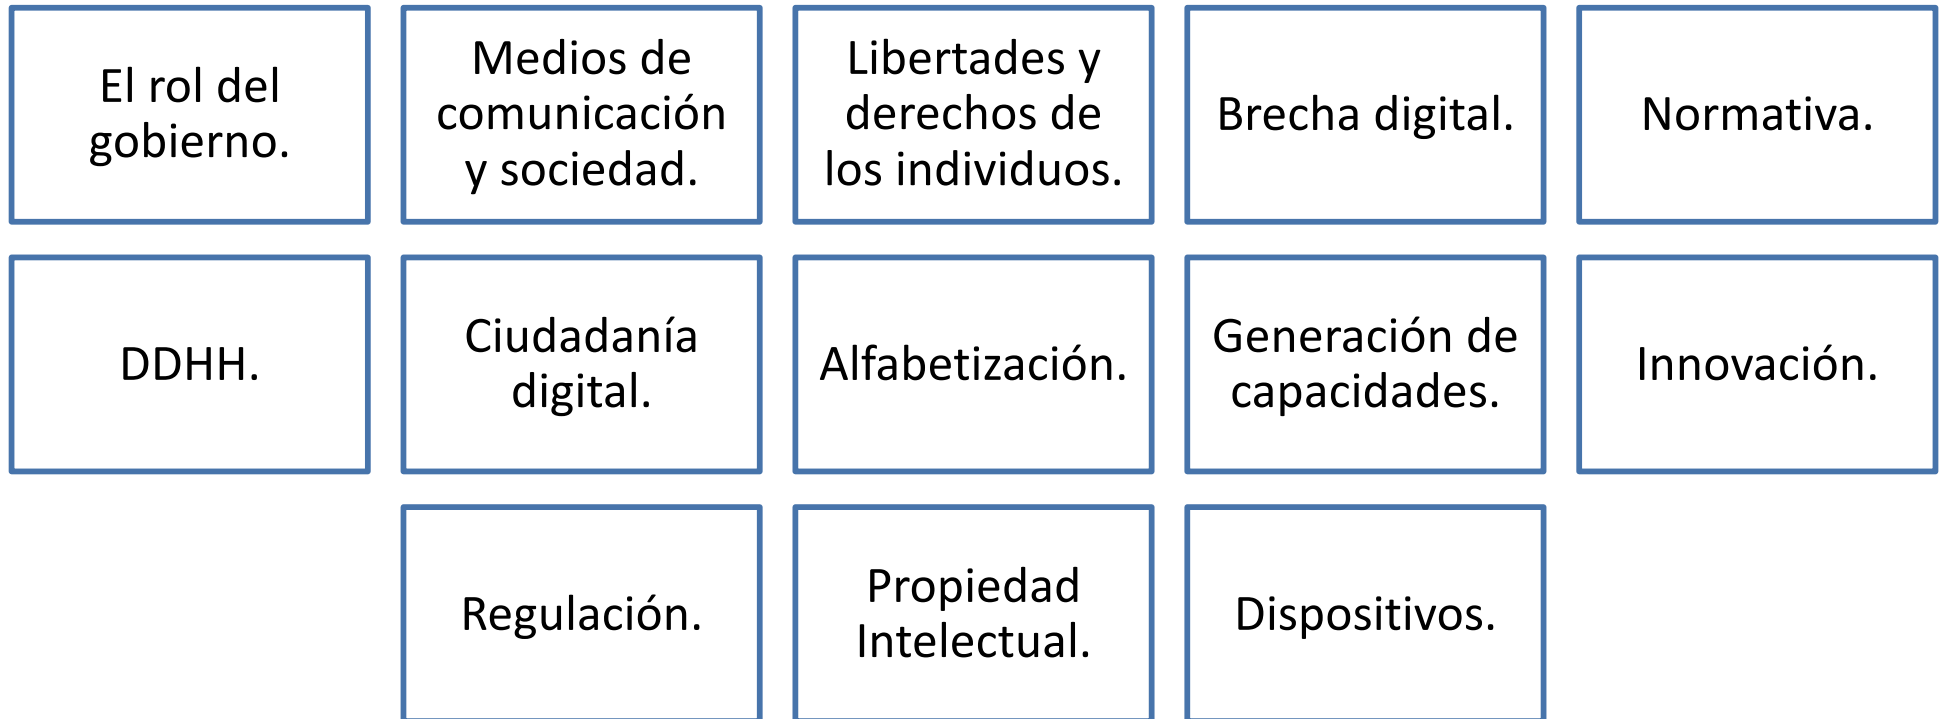 El rol del
gobierno.
Medios de
comunicación
y sociedad.
Libertades y
derechos de
los individuos.
Brecha digital.
Normativa.
DDHH.
Ciudadanía
digital.
Alfabetización.
Generación de
capacidades.
Innovación.
Regulación.
Propiedad
Intelectual.
Dispositivos.